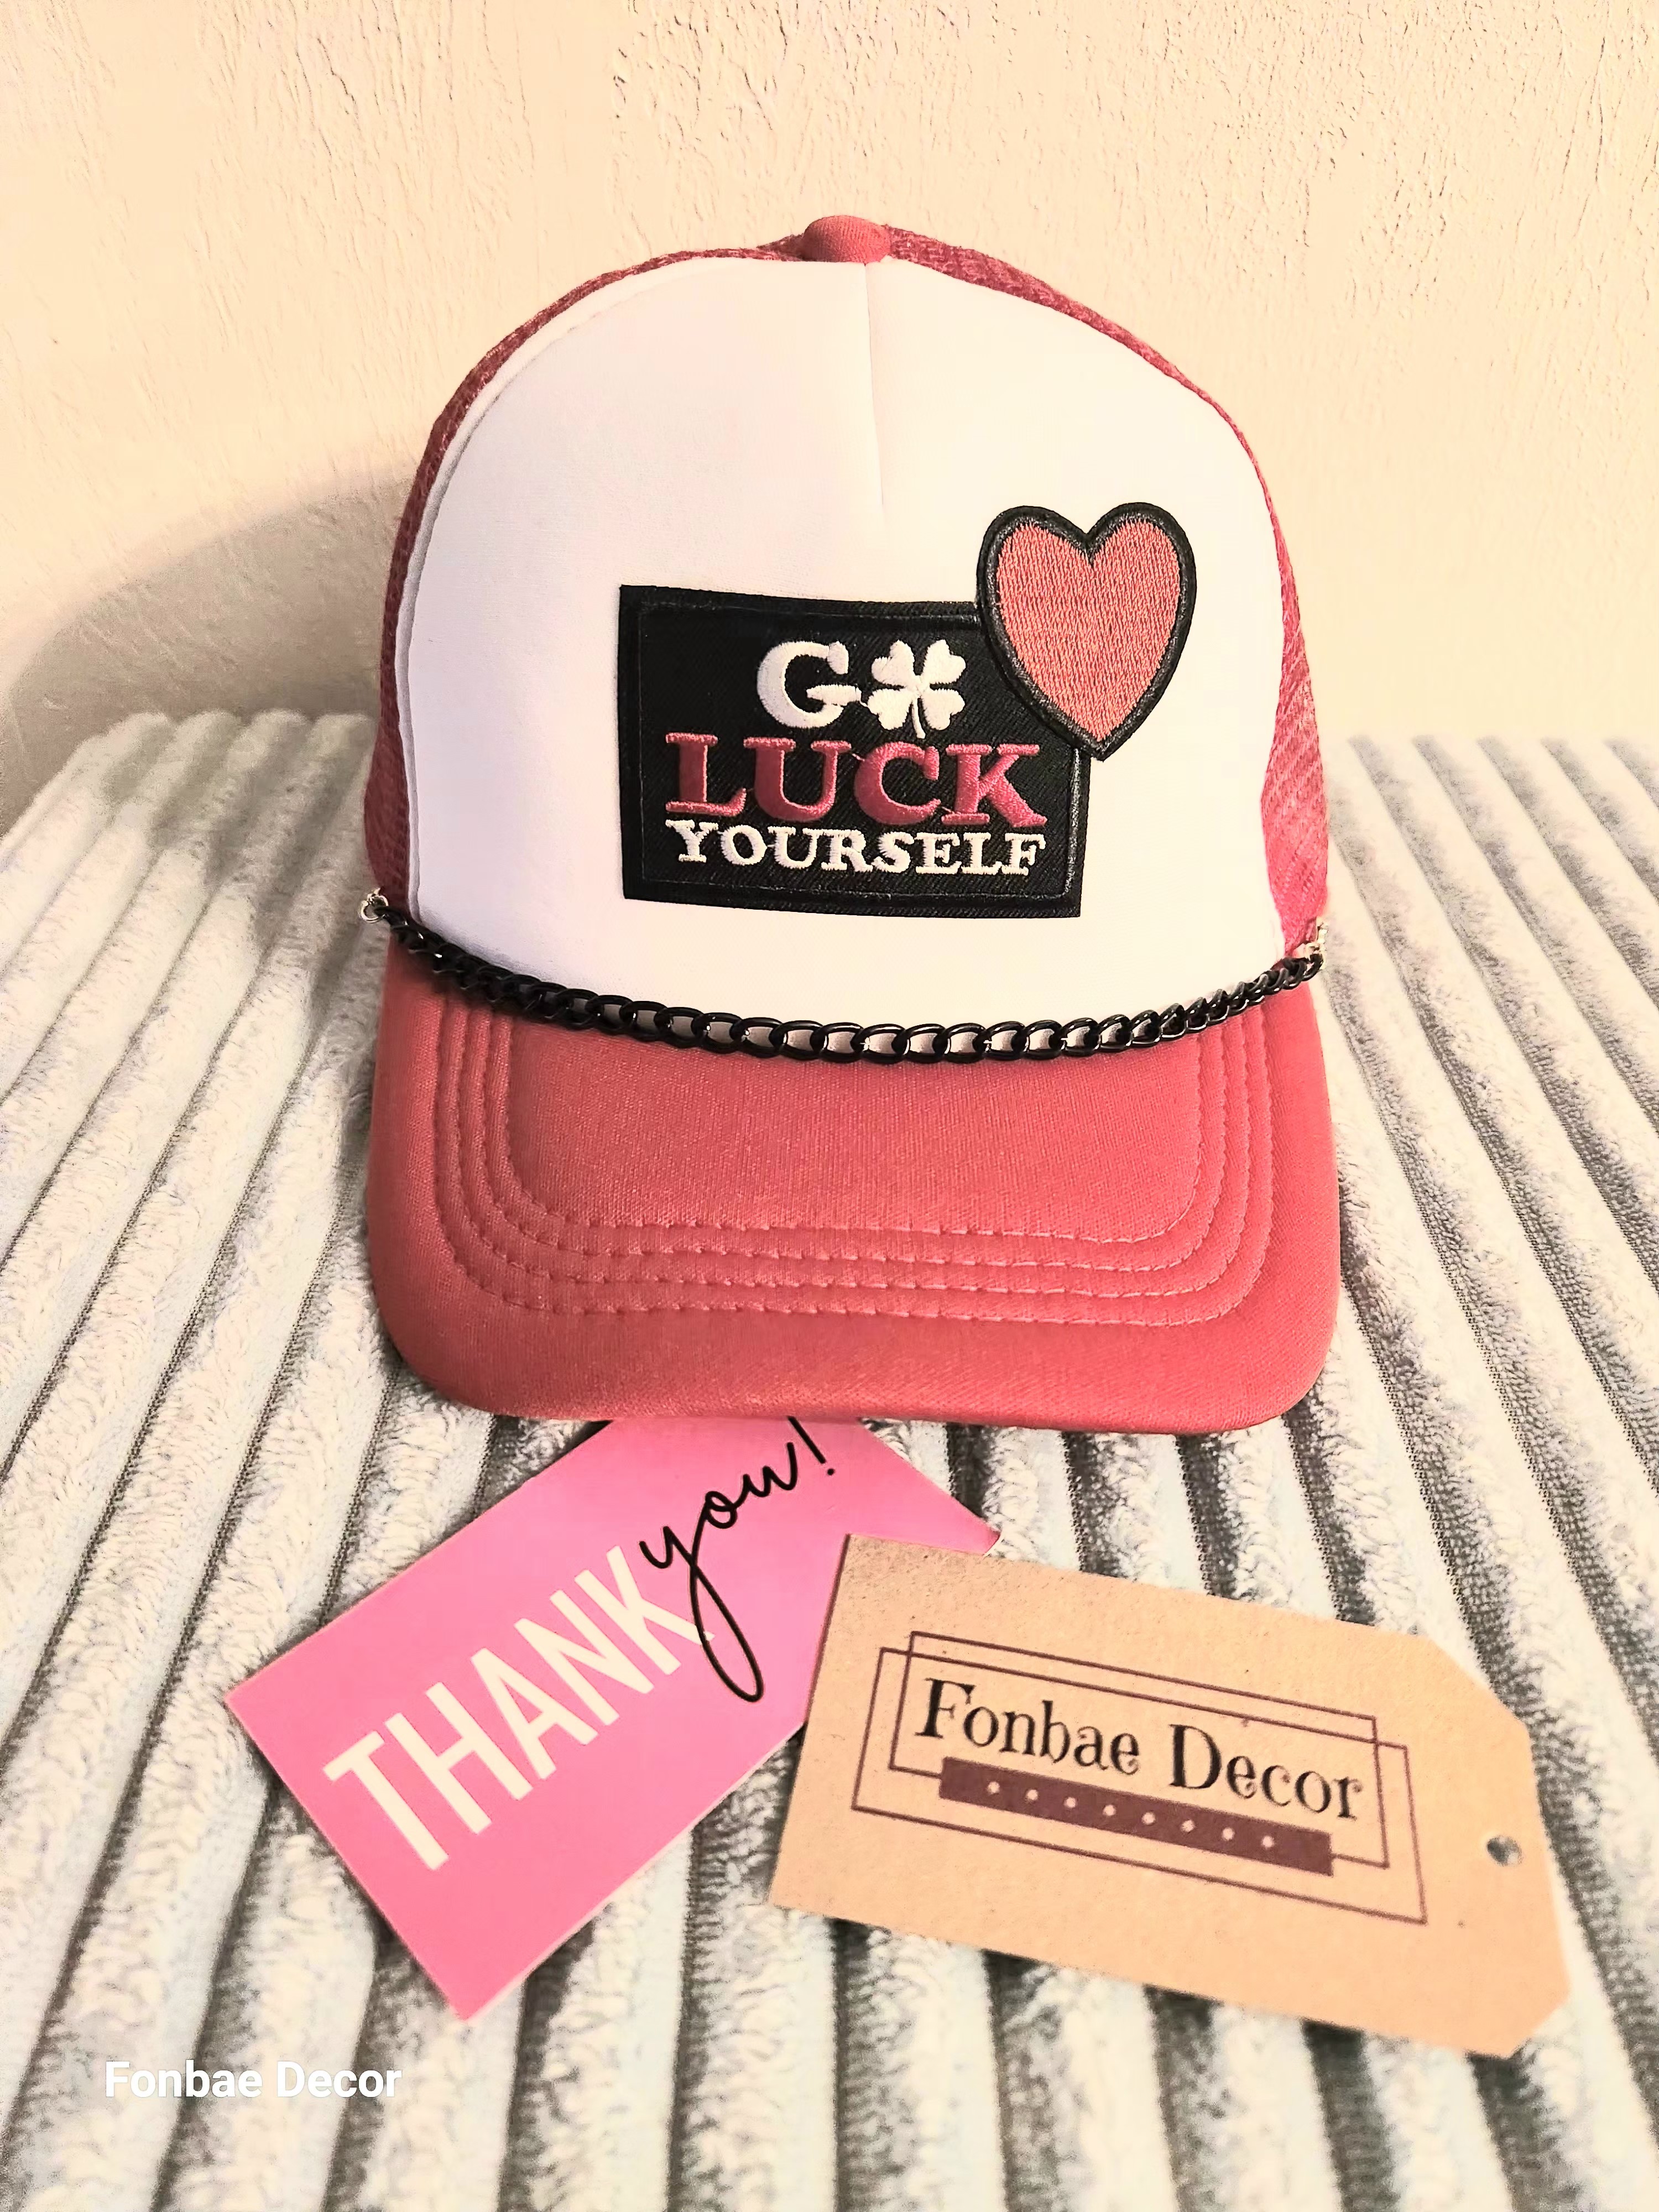 G🍀
LUCK
YOURSELF
THANK you!
Fonbae Decor
Fonbae Decor